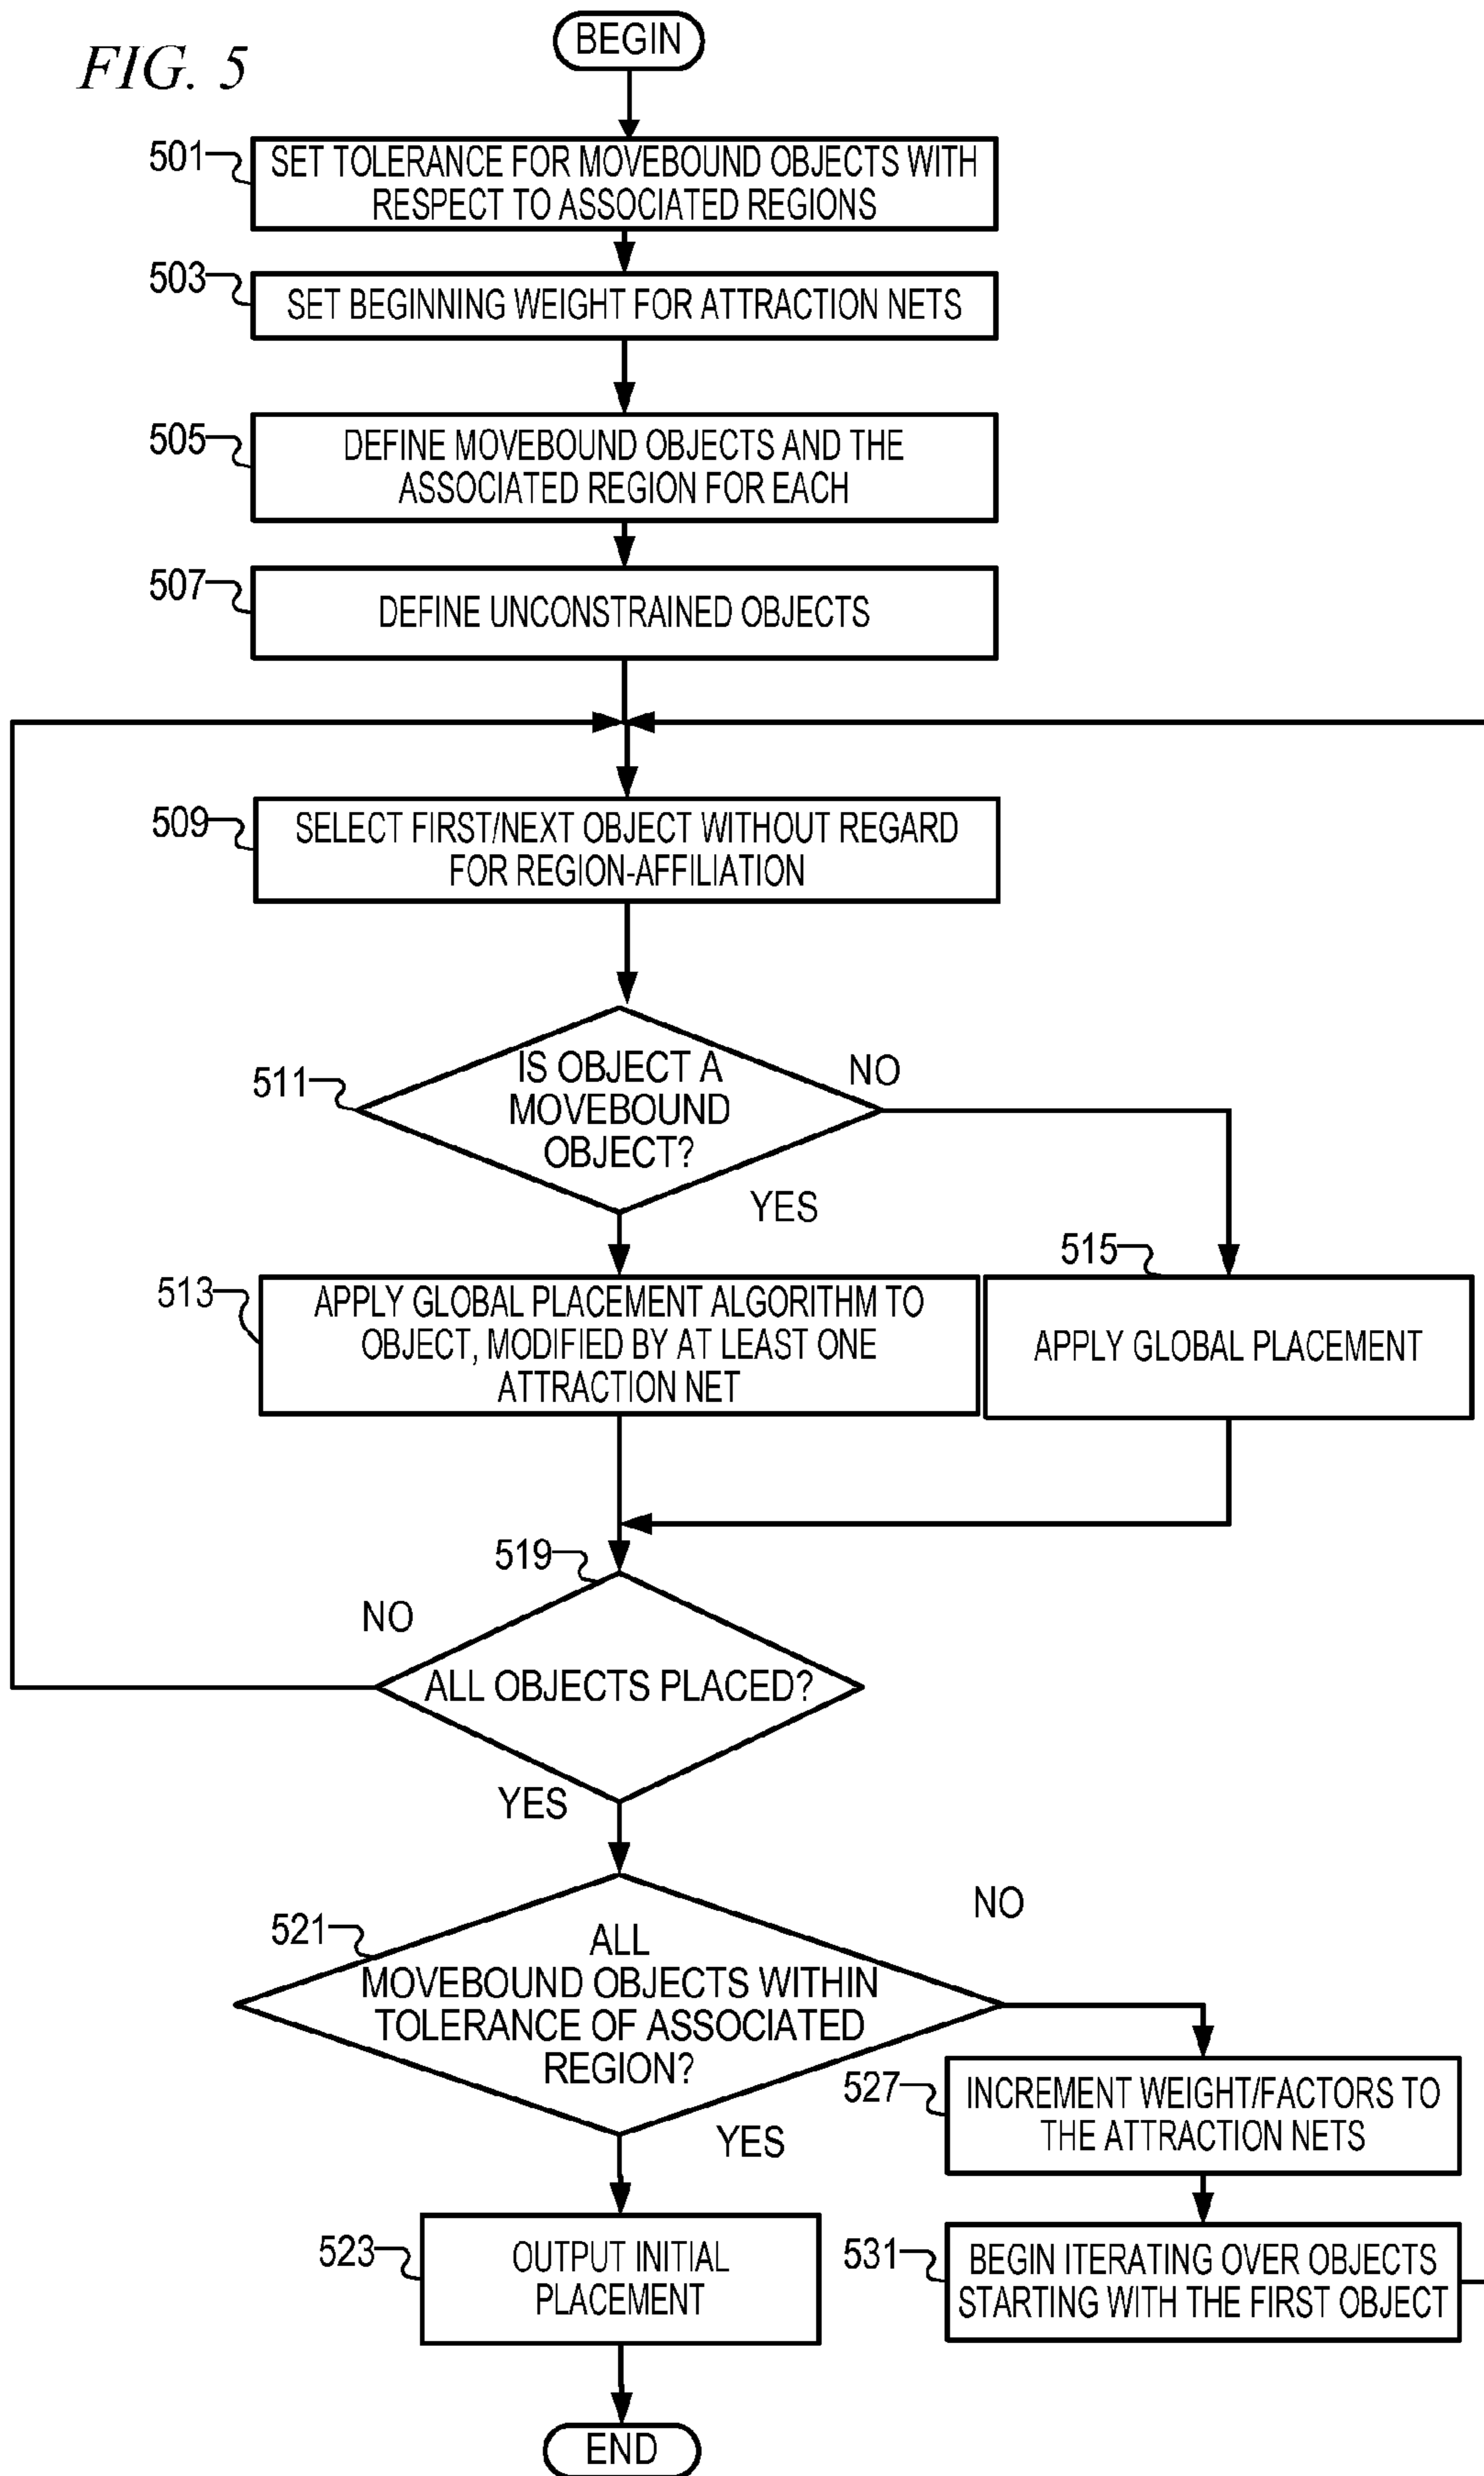 FIG. 5
BEGIN
501
SET TOLERANCE FOR MOVEBOUND OBJECTS WITH
RESPECT TO ASSOCIATED REGIONS
503
SET BEGINNING WEIGHT FOR ATTRACTION NETS
505
DEFINE MOVEBOUND OBJECTS AND THE
ASSOCIATED REGION FOR EACH
507
DEFINE UNCONSTRAINED OBJECTS
509
SELECT FIRST/NEXT OBJECT WITHOUT REGARD
FOR REGION-AFFILIATION
511
IS OBJECT A
MOVEBOUND
OBJECT?
NO
YES
513
APPLY GLOBAL PLACEMENT ALGORITHM TO
OBJECT, MODIFIED BY AT LEAST ONE
ATTRACTION NET
515
APPLY GLOBAL PLACEMENT
519
NO
ALL OBJECTS PLACED?
YES
521
ALL
MOVEBOUND OBJECTS WITHIN
TOLERANCE OF ASSOCIATED
REGION?
NO
YES
527
INCREMENT WEIGHT/FACTORS TO
THE ATTRACTION NETS
523
OUTPUT INITIAL
PLACEMENT
531
BEGIN ITERATING OVER OBJECTS
STARTING WITH THE FIRST OBJECT
END